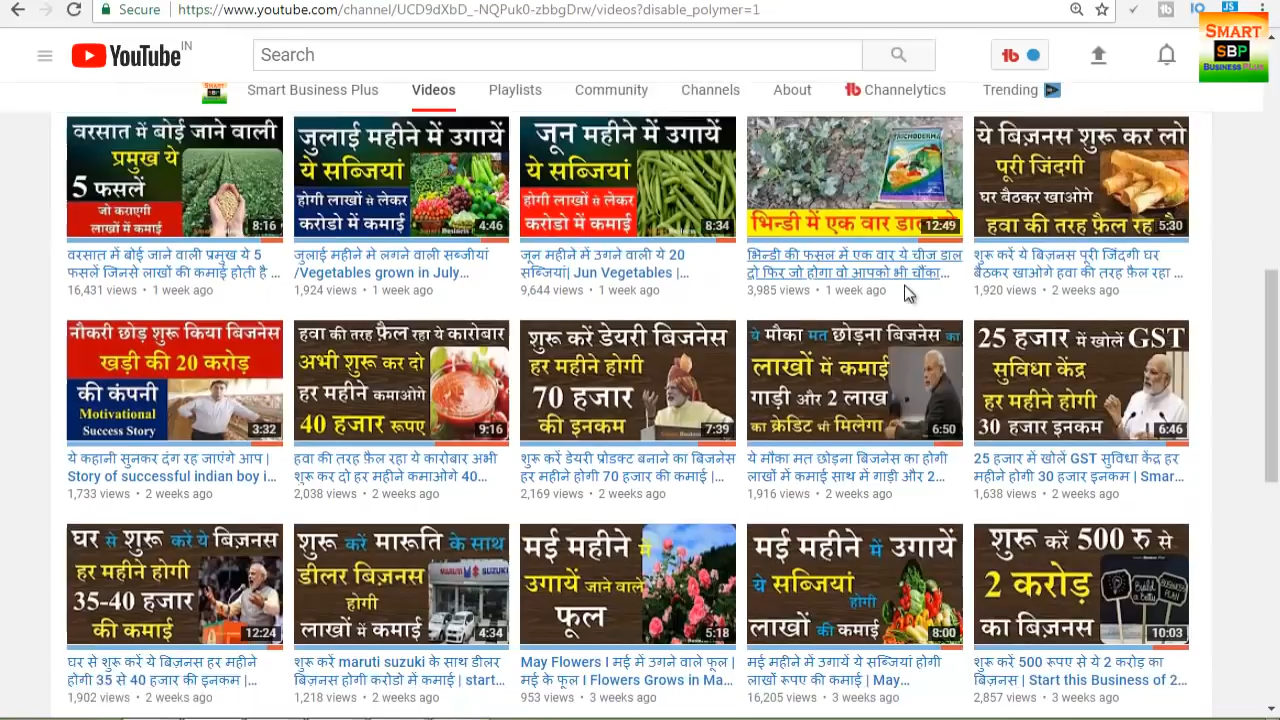 Secure https://www.youtube.com/channel/UCD9dXbD_-NQPuk0-zbbgDrw/videos?disable_polymer=1
YouTube IN
Search
SMART
SBP
BUSINESS PLUS
Smart Business Plus Videos Playlists Community Channels About Channelytics Trending
वरसात में बोई जाने वाली
प्रमुख ये
5 फसलें
जो कराएगी
लाखों में कमाई
8:16
वरसात में बोई जाने वाली प्रमुख ये 5
फसलें जिनसे लाखों की कमाई होती है ...
16,431 views • 1 week ago
जुलाई महीने में उगायें
ये सब्जियां
होगी लाखों से लेकर
करोडो में कमाई
4:46
जुलाई महीने मे लगने वाली सब्जीयां
/Vegetables grown in July...
1,924 views • 1 week ago
जून महीने में उगायें
ये सब्जियां
होगी लाखों से लेकर
करोडो में कमाई
8:34
जून महीने में उगने वाली ये 20
सब्जियां| Jun Vegetables |...
9,644 views • 1 week ago
TRICHODERMA
भिन्डी में एक वार
12:49
भिन्डी की फसल में एक वार ये चीज डाल
दो फिर जो होगा वो आपको भी चौंका...
3,985 views • 1 week ago
ये बिज़नस शुरू कर लो
पूरी जिंदगी
घर बैठकर खाओगे
हवा की तरह फ़ैल रहा
5:30
शुरू करें ये बिज़नस पूरी जिंदगी घर
बैठकर खाओगे हवा की तरह फ़ैल रहा ...
1,920 views • 2 weeks ago
नौकरी छोड़ शुरू किया बिजनेस
खड़ी की 20 करोड़
की कंपनी
Motivational
Success Story
3:32
ये कहानी सुनकर दंग रह जाएंगे आप |
Story of successful indian boy i...
1,733 views • 2 weeks ago
हवा की तरह फ़ैल रहा ये कारोबार
अभी शुरू कर दो
हर महीने कमाओगे
40 हजार रूपए
9:16
हवा की तरह फ़ैल रहा ये कारोबार अभी
शुरू कर दो हर महीने कमाओगे 40...
2,038 views • 2 weeks ago
शुरू करें डेयरी बिजनेस
हर महीने होगी
70 हजार
की इनकम
7:39
शुरू करें डेयरी प्रोडक्ट बनाने का बिजनेस
हर महीने होगी 70 हजार की कमाई |...
2,169 views • 2 weeks ago
ये मौका मत छोड़ना बिजनेस का
लाखों में कमाई
गाड़ी और 2 लाख
का क्रेडिट भी मिलेगा
6:50
ये मौका मत छोड़ना बिजनेस का होगी
लाखों में कमाई साथ में गाड़ी और 2...
1,916 views • 2 weeks ago
25 हजार में खोलें GST
सुविधा केंद्र
हर महीने होगी
30 हजार इनकम
6:46
25 हजार में खोलें GST सुविधा केंद्र हर
महीने होगी 30 हजार इनकम | Smar...
1,638 views • 2 weeks ago
घर से शुरू करें ये बिज़नस
हर महीने होगी
35-40 हजार
की कमाई
12:24
घर से शुरू करें ये बिज़नस हर महीने
होगी 35 से 40 हजार की इनकम |...
1,902 views • 2 weeks ago
शुरू करें मारूति के साथ
डीलर बिज़नस
होगी
लाखों में कमाई
MARUTI SUZUKI
4:34
शुरू करें maruti suzuki के साथ डीलर
बिज़नस होगी करोडो में कमाई | start...
1,218 views • 2 weeks ago
मई महीने में
उगायें जाने वाले
फूल
5:18
May Flowers I मई में उगने वाले फूल |
मई के फूल I Flowers Grows in Ma...
953 views • 3 weeks ago
मई महीने में उगायें
ये सब्जियां होगी
लाखों की कमाई
8:00
मई महीने में उगायें ये सब्जियां होगी
लाखों रूपए की कमाई | May...
16,205 views • 3 weeks ago
शुरू करें 500 रु से
2 करोड़
का बिज़नस
10:03
शुरू करें 500 रूपए से ये 2 करोड़ का
बिज़नस | Start this Business of 2...
2,857 views • 3 weeks ago